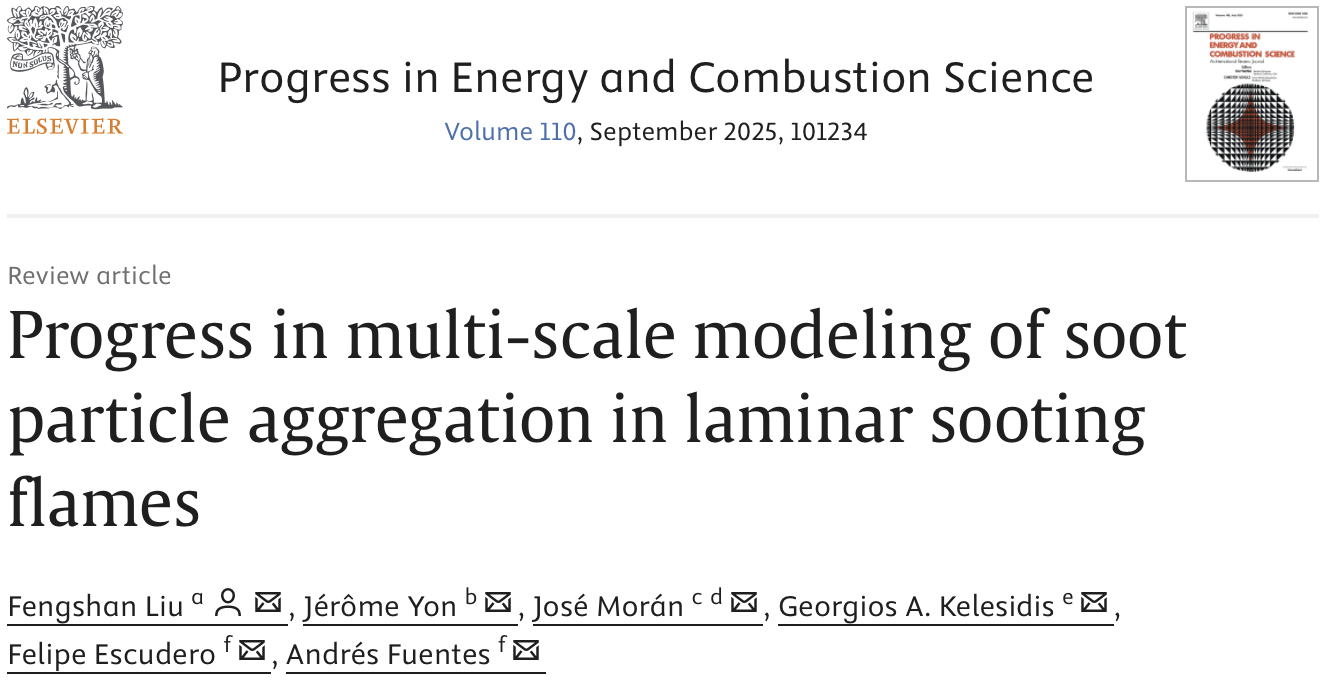 NON SOLUS
ELSEVIER
Progress in Energy and Combustion Science
Volume 110, September 2025, 101234
PROGRESS IN
ENERGY AND
COMBUSTION SCIENCE
Review article
Progress in multi-scale modeling of soot
particle aggregation in laminar sooting
flames
Fengshan Liu a, Jérôme Yon b, José Morán c d, Georgios A. Kelesidis e,
Felipe Escudero f, Andrés Fuentes f